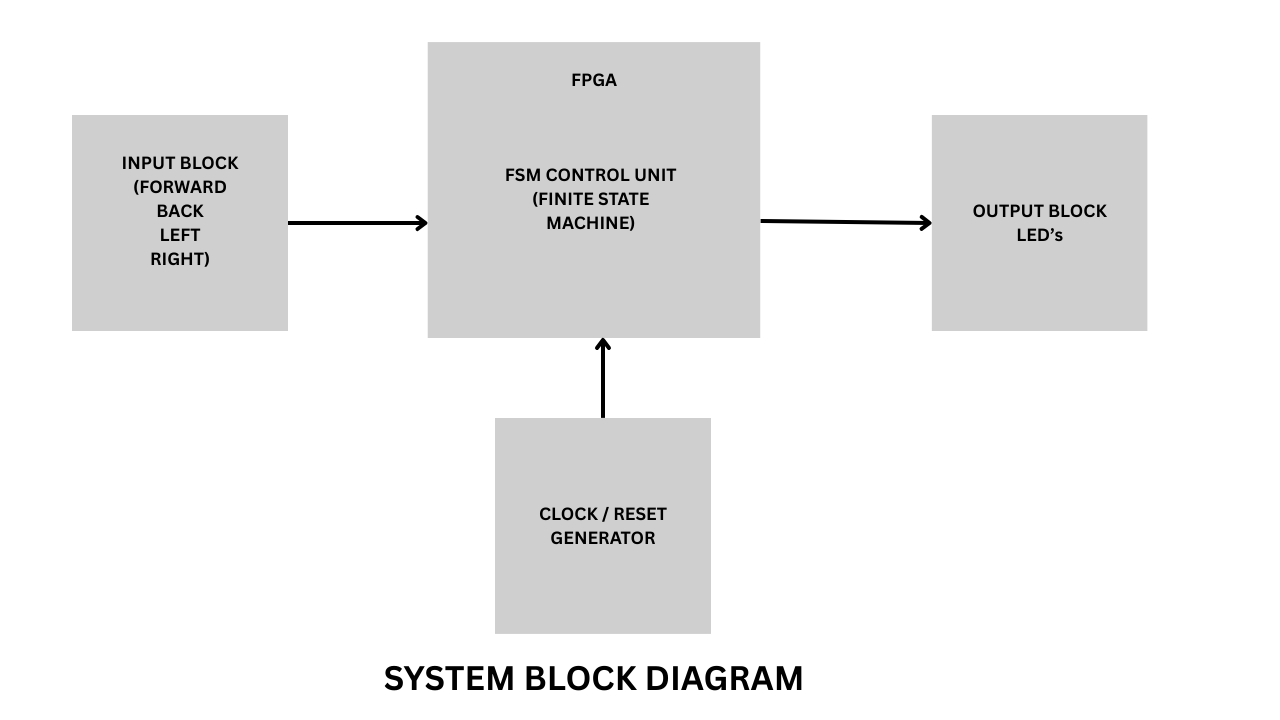 FPGA
INPUT BLOCK
(FORWARD
BACK
LEFT
RIGHT)
FSM CONTROL UNIT
(FINITE STATE
MACHINE)
OUTPUT BLOCK
LED’s
CLOCK / RESET
GENERATOR
SYSTEM BLOCK DIAGRAM